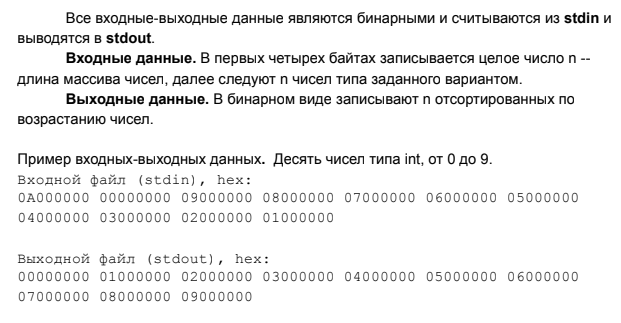 Все входные-выходные данные являются бинарными и считываются из stdin и
выводятся в stdout.
Входные данные. В первых четырех байтах записывается целое число n --
длина массива чисел, далее следуют n чисел типа заданного вариантом.
Выходные данные. В бинарном виде записывают n отсортированных по
возрастанию чисел.
Пример входных-выходных данных. Десять чисел типа int, от 0 до 9.
Входной файл (stdin), hex:
0A000000 00000000 09000000 08000000 07000000 06000000 05000000
04000000 03000000 02000000 01000000
Выходной файл (stdout), hex:
00000000 01000000 02000000 03000000 04000000 05000000 06000000
07000000 08000000 09000000